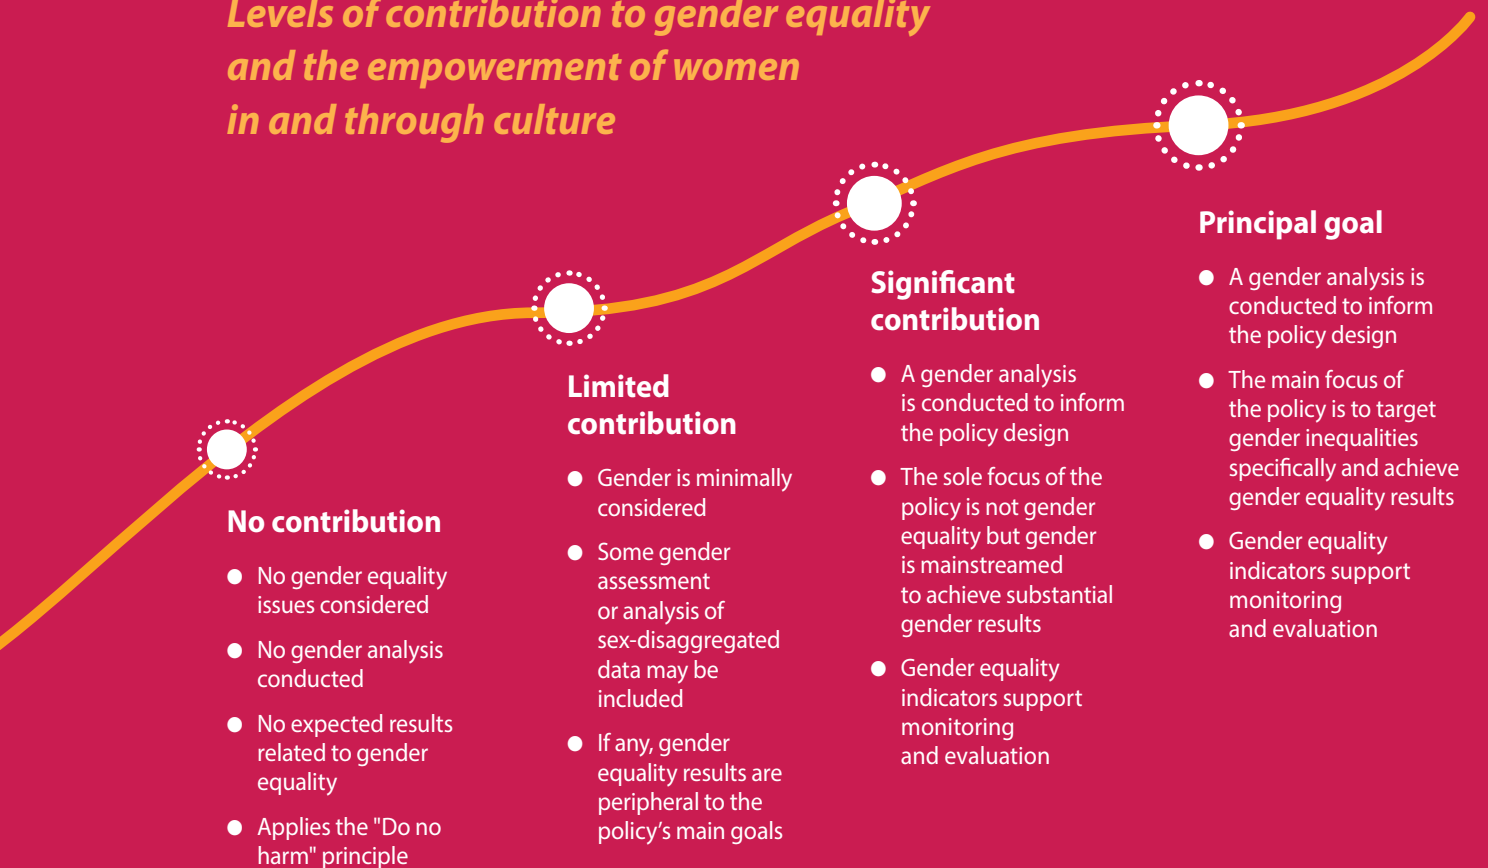 Levels of contribution to gender equality
and the empowerment of women
in and through culture
No contribution
● No gender equality
issues considered
● No gender analysis
conducted
● No expected results
related to gender
equality
● Applies the "Do no
harm" principle
Limited
contribution
● Gender is minimally
considered
● Some gender
assessment
or analysis of
sex-disaggregated
data may be
included
● If any, gender
equality results are
peripheral to the
policy’s main goals
Significant
contribution
● A gender analysis
is conducted to inform
the policy design
● The sole focus of the
policy is not gender
equality but gender
is mainstreamed
to achieve substantial
gender results
● Gender equality
indicators support
monitoring
and evaluation
Principal goal
● A gender analysis is
conducted to inform
the policy design
● The main focus of
the policy is to target
gender inequalities
specifically and achieve
gender equality results
● Gender equality
indicators support
monitoring
and evaluation